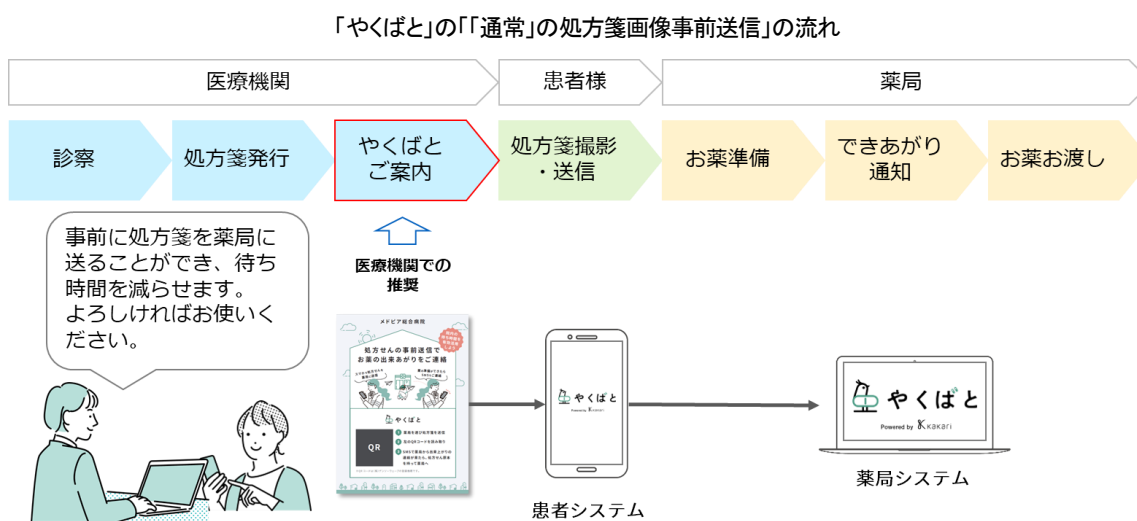 「やくばと」の「「通常」の処方箋画像事前送信」の流れ
医療機関
患者様
薬局
診察
処方箋発行
やくばと
ご案内
処方箋撮影
・送信
お薬準備
できあがり
通知
お薬お渡し
事前に処方箋を薬局に
送ることができ、待ち
時間を減らせます。
よろしければお使いく
ださい。
医療機関での
推奨
メドピア総合病院
処方せんの事前送信で
お薬の出来あがりをご連絡
やくばと
QR
やくばと
Powered by Kakari
患者システム
やくばと
Powered by Kakari
薬局システム